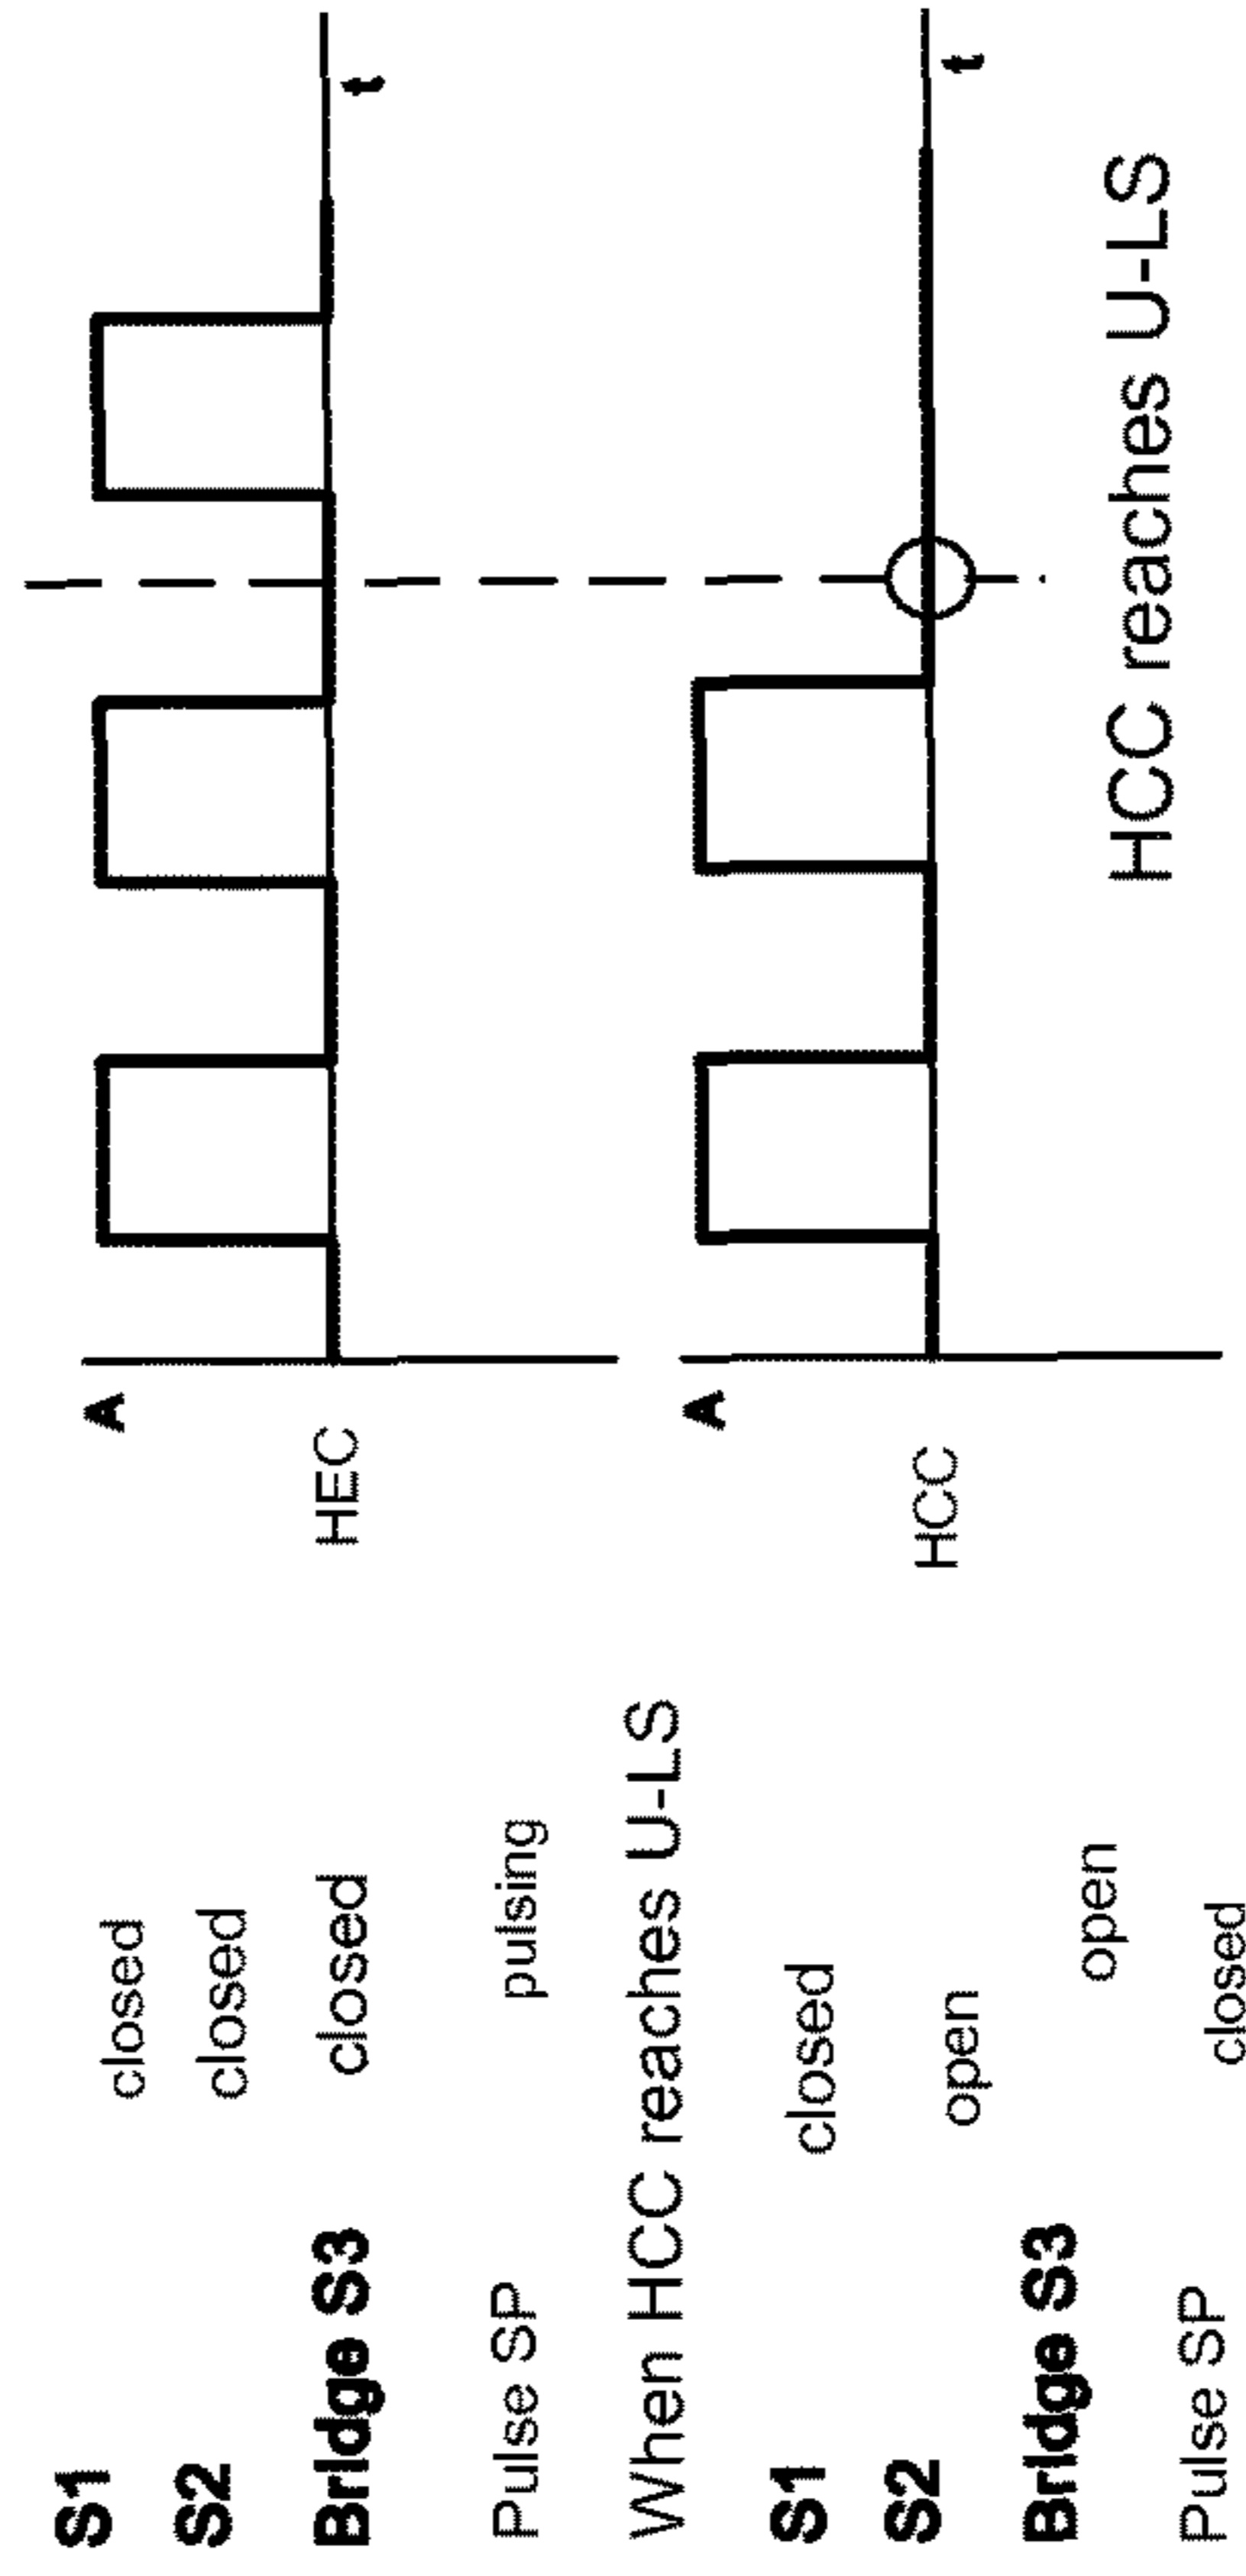 S1 closed
S2 closed
Bridge S3 closed
Pulse SP pulsing
When HCC reaches U-LS
S1 closed
S2 open
Bridge S3 open
Pulse SP closed
A
HEC
t
A
HCC
t
HCC reaches U-LS